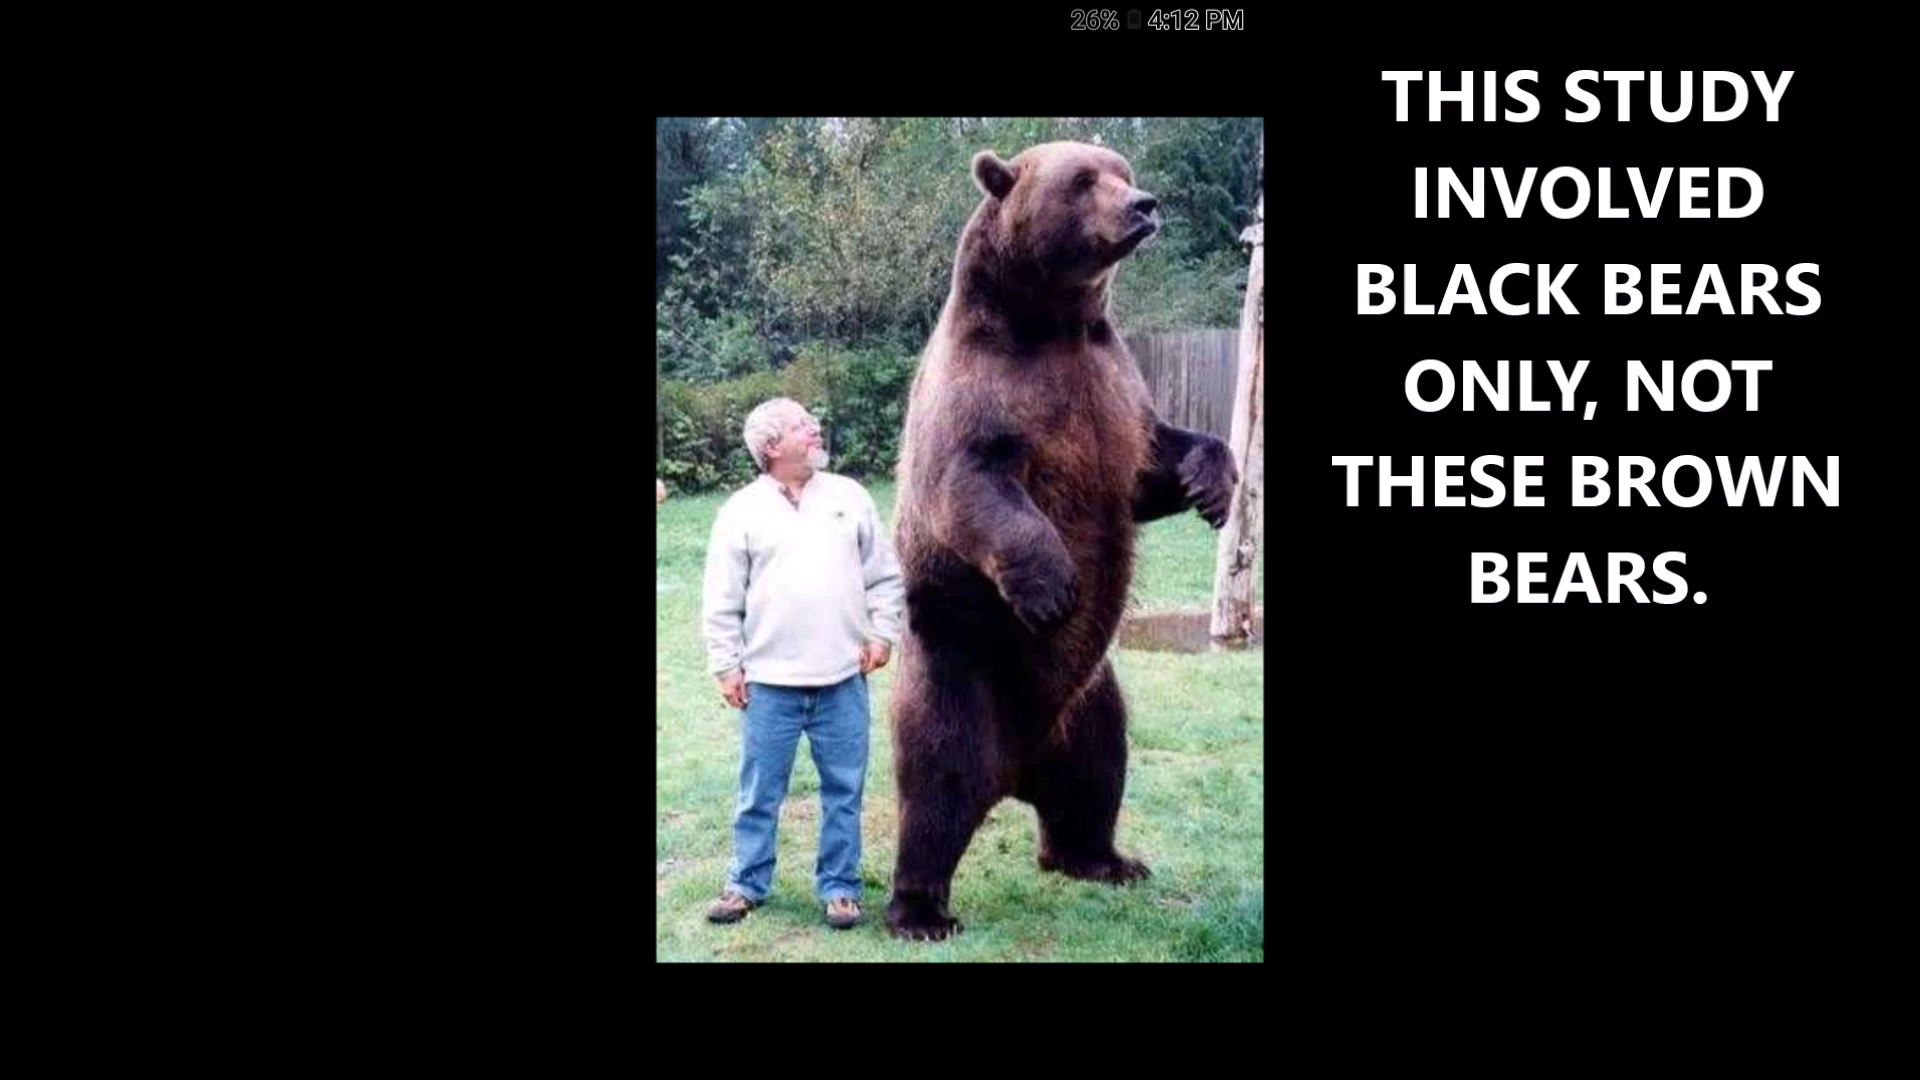 26% 4:12 PM
THIS STUDY
INVOLVED
BLACK BEARS
ONLY, NOT
THESE BROWN
BEARS.